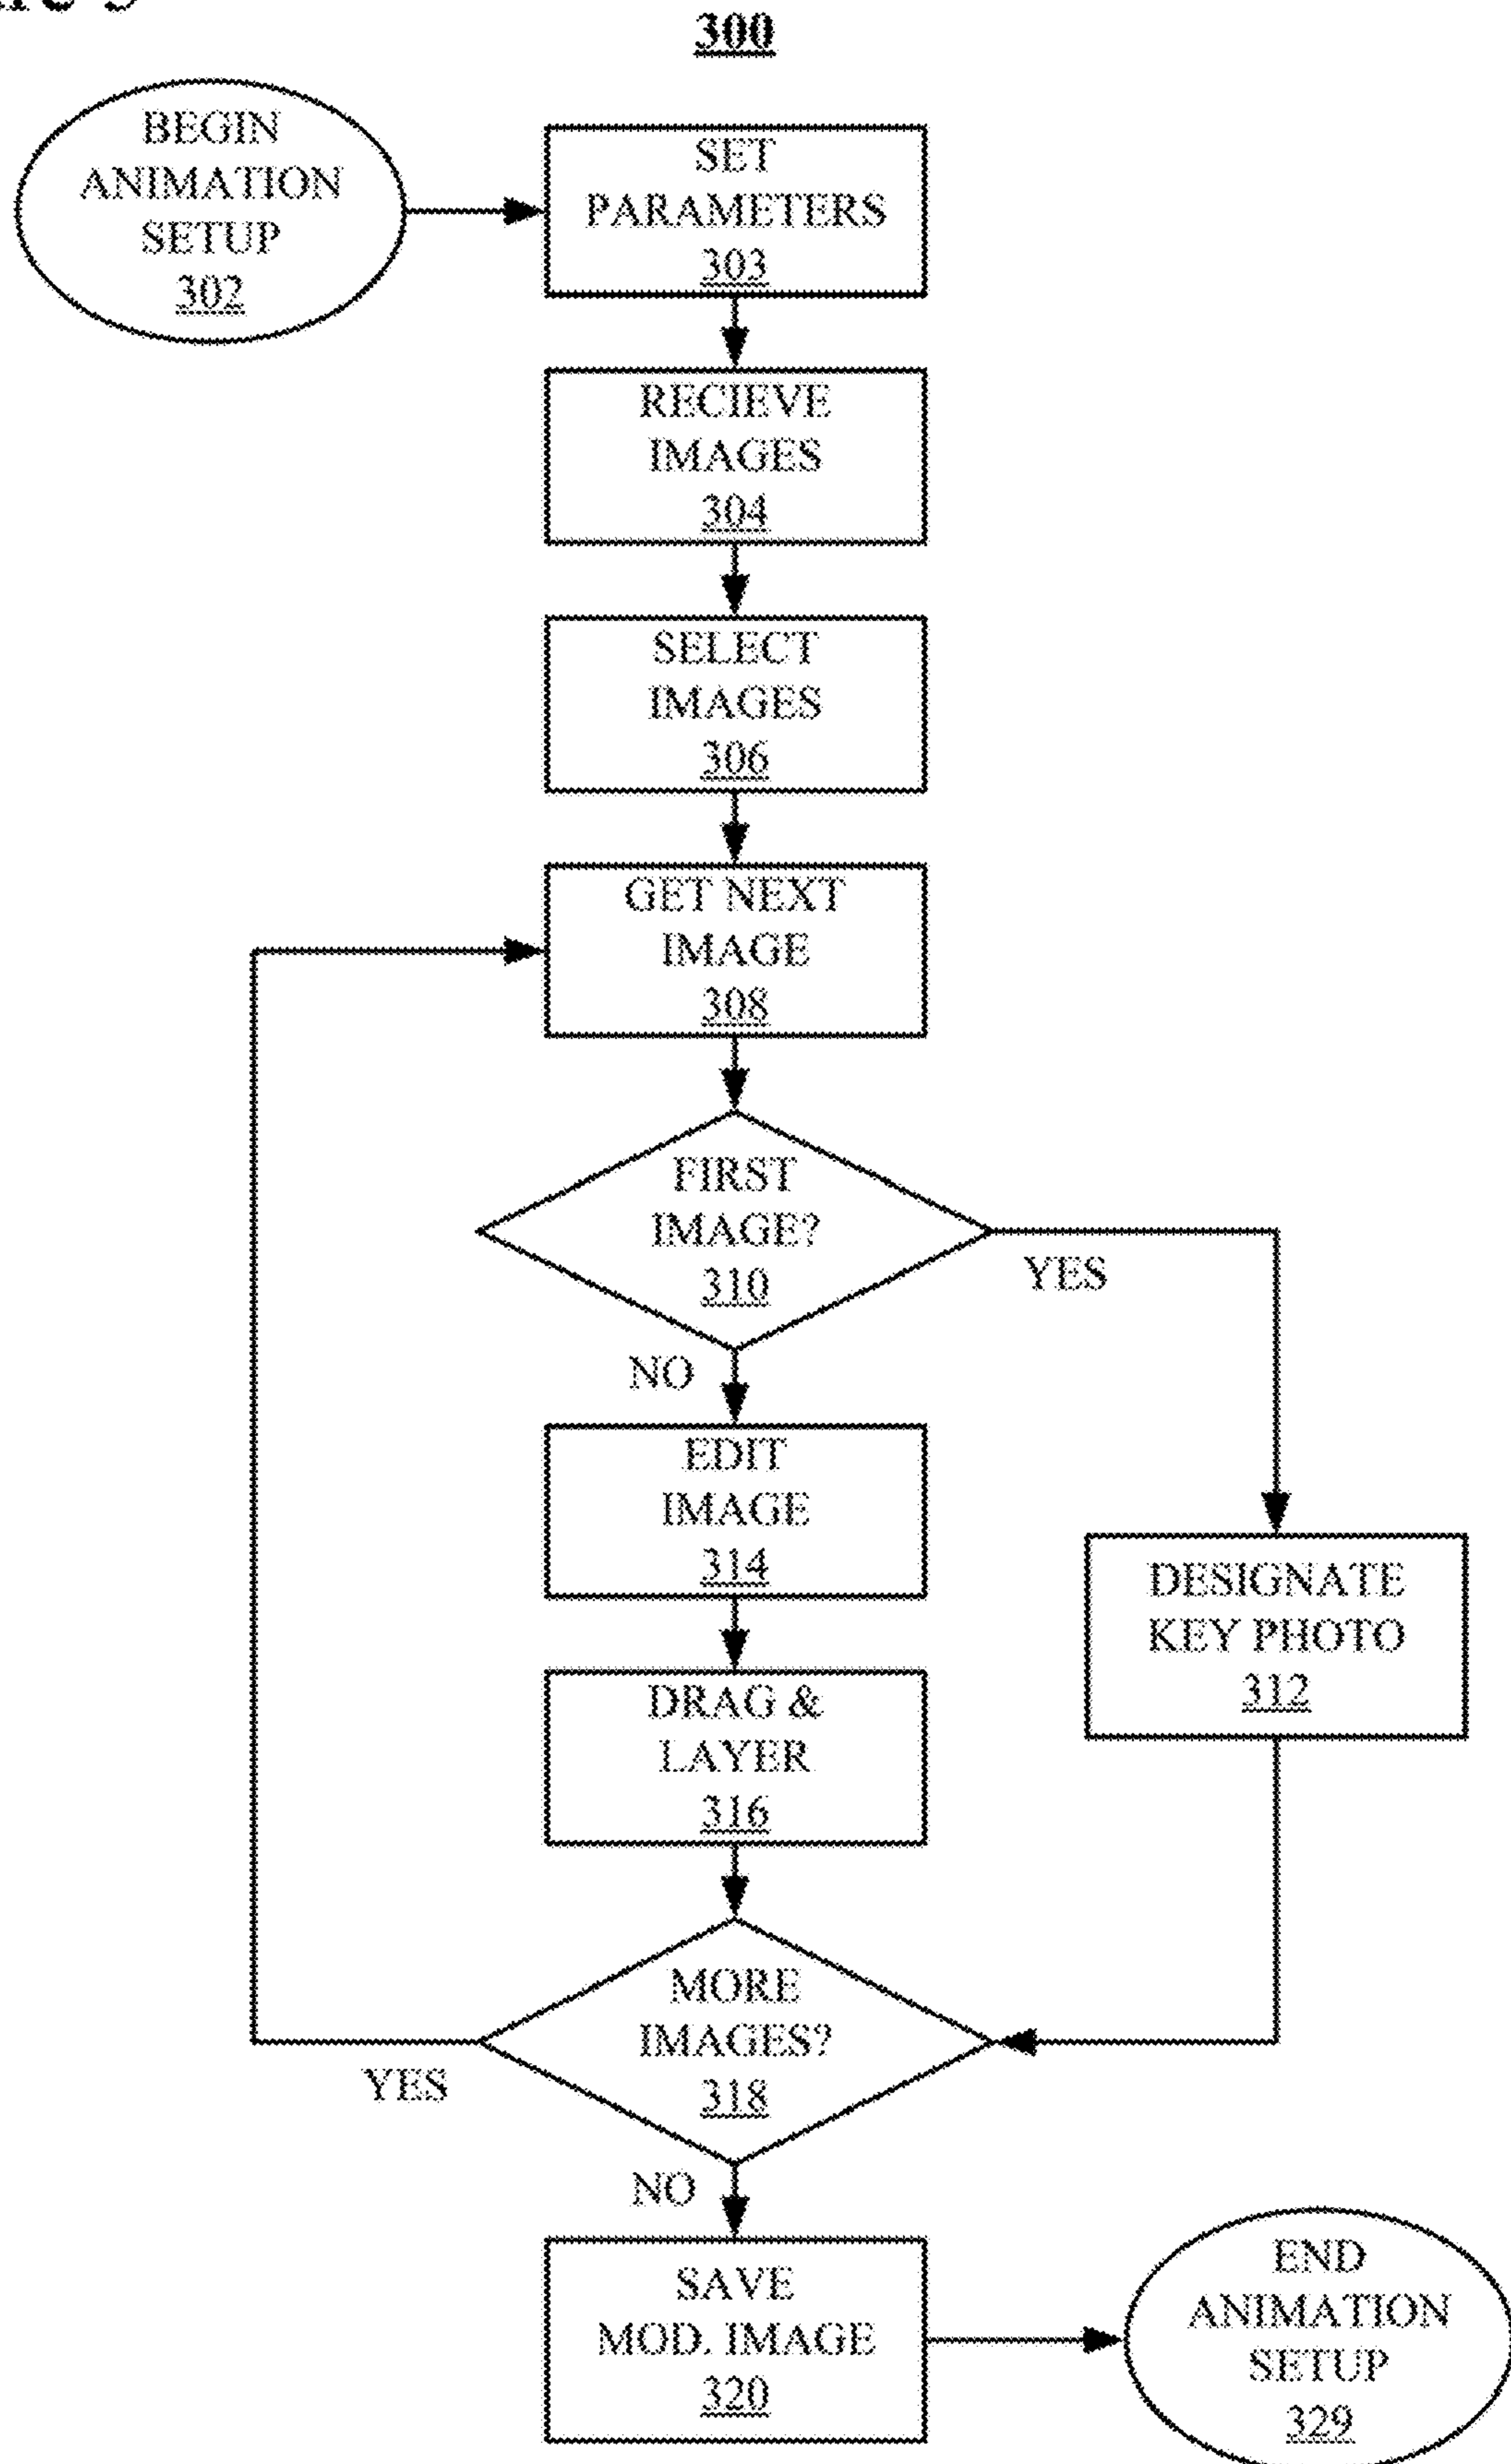 300
BEGIN
ANIMATION
SETUP
302
SET
PARAMETERS
303
RECIEVE
IMAGES
304
SELECT
IMAGES
306
GET NEXT
IMAGE
308
FIRST
IMAGE?
310
YES
NO
EDIT
IMAGE
314
DESIGNATE
KEY PHOTO
312
DRAG &
LAYER
316
MORE
IMAGES?
318
YES
NO
SAVE
MOD. IMAGE
320
END
ANIMATION
SETUP
329